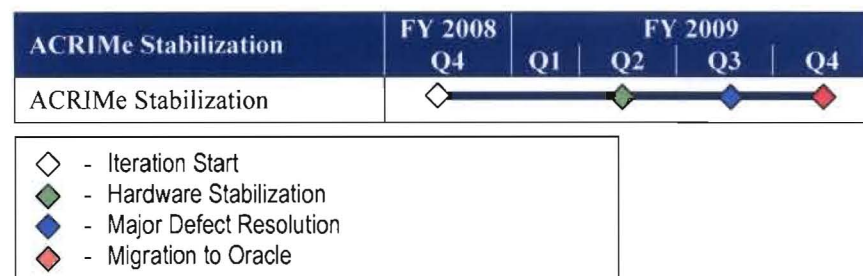 ACRIMe Stabilization
FY 2008 FY 2009
Q4 Q1 Q2 Q3 Q4
ACRIMe Stabilization
- Iteration Start
- Hardware Stabilization
- Major Defect Resolution
- Migration to Oracle